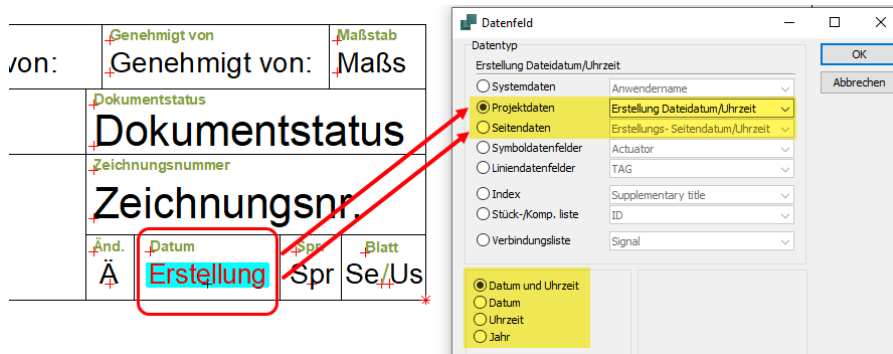 Genehmigt von
Maßstab
von:
Genehmigt von:
Maßs
Dokumentstatus
Dokumentstatus
Zeichnungsnummer
Zeichnungsnr.
Änd.
Datum
Spr.
Blatt
Ä
Erstellung
Spr
Se/Us
Datenfeld
Datentyp
Erstellung Dateidatum/Uhrzeit
Systemdaten
Anwendername
Projektdaten
Erstellung Dateidatum/Uhrzeit
Seitendaten
Erstellungs- Seitendatum/Uhrzeit
Symboldatenfelder
Actuator
Liniendatenfelder
TAG
Index
Supplementary title
Stück-/Komp. liste
ID
Verbindungsliste
Signal
Datum und Uhrzeit
Datum
Uhrzeit
Jahr
OK
Abbrechen